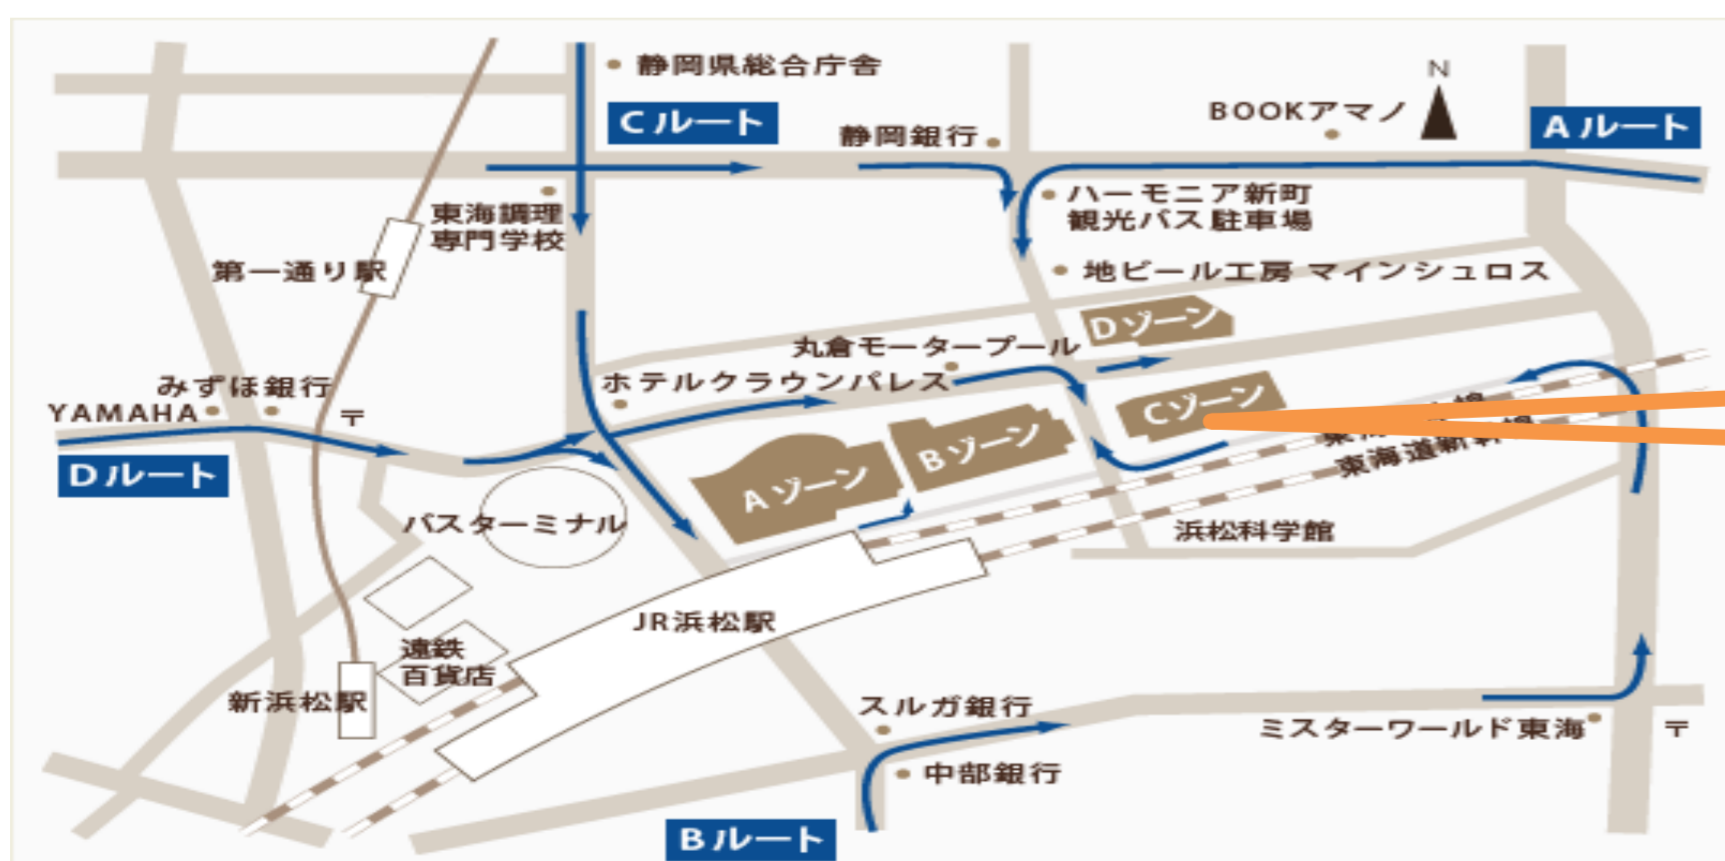 静岡県総合庁舎
N
Cルート
BOOKアマノ
Aルート
静岡銀行
東海調理
専門学校
ハーモニア新町
観光バス駐車場
第一通り駅
地ビール工房 マインシュロス
Dゾーン
丸倉モータープール
みずほ銀行
ホテルクラウンパレス
YAMAHA
〒
Cゾーン
Bゾーン
Aゾーン
Dルート
東海道新幹線
バスターミナル
浜松科学館
JR浜松駅
遠鉄
百貨店
新浜松駅
スルガ銀行
ミスターワールド東海
〒
中部銀行
Bルート